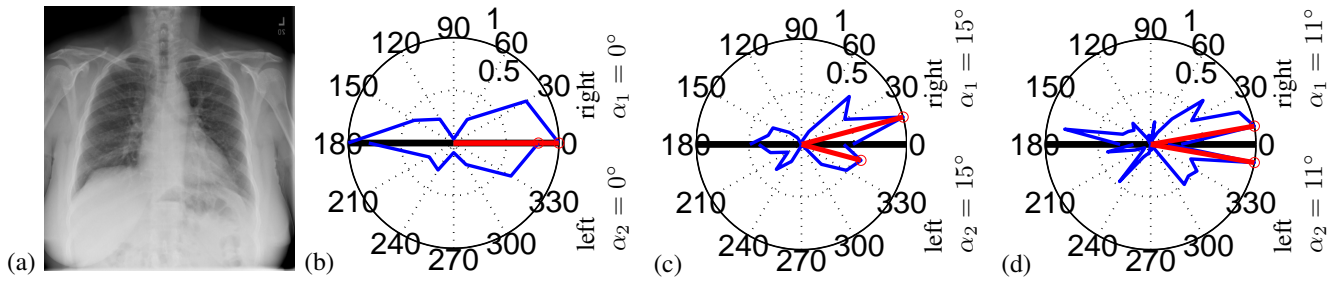 (a)
L
(b)
90
1
120
60
0.5
150
30
180
0
210
330
240
300
270
right
α₁ = 0°
left
α₂ = 0°
(c)
90
1
120
60
0.5
150
30
180
0
210
330
240
300
270
right
α₁ = 15°
left
α₂ = 15°
(d)
90
1
120
60
0.5
150
30
180
0
210
330
240
300
270
right
α₁ = 11°
left
α₂ = 11°